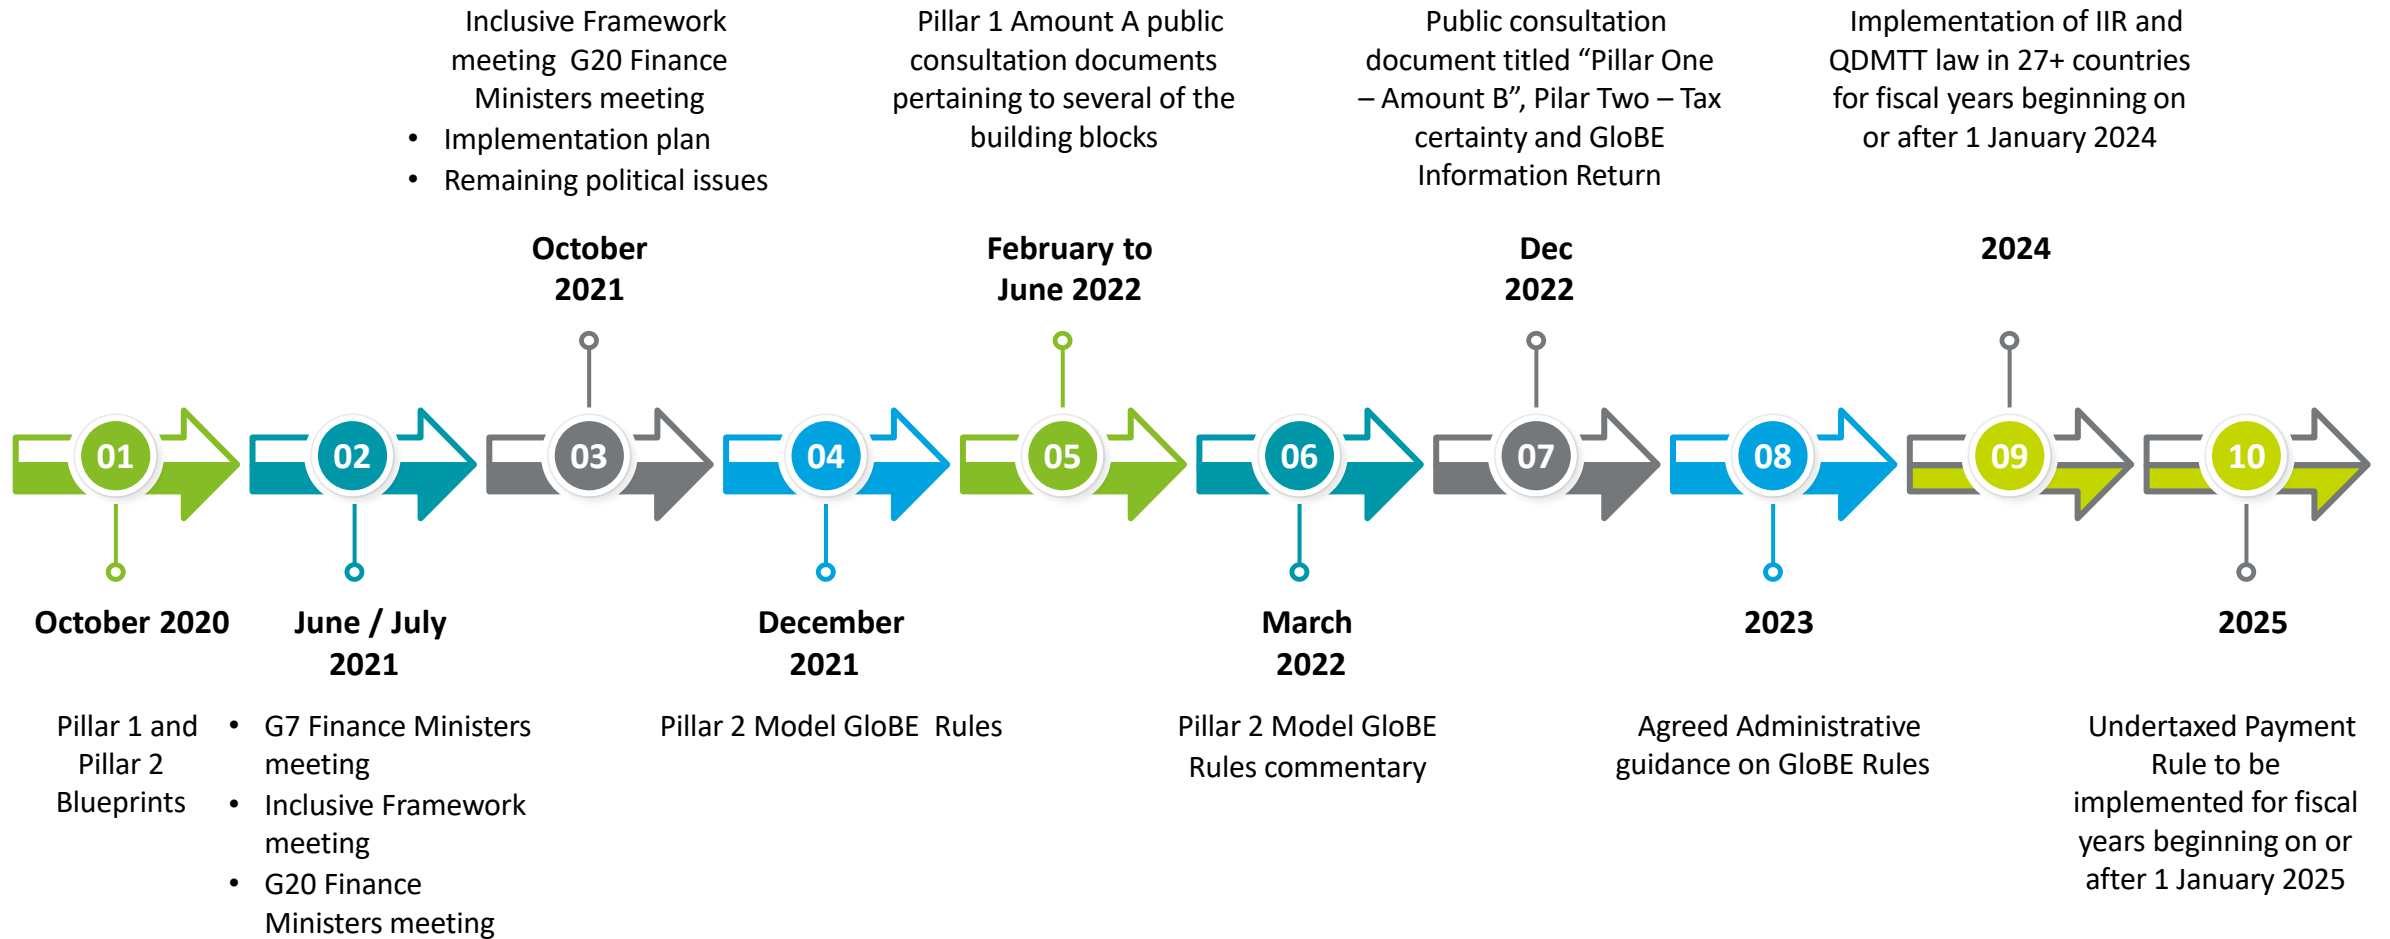 Inclusive Framework
meeting  G20 Finance
Ministers meeting
• Implementation plan
• Remaining political issues
October
2021
Pillar 1 Amount A public
consultation documents
pertaining to several of the
building blocks
February to
June 2022
Public consultation
document titled “Pillar One
– Amount B”, Pilar Two – Tax
certainty and GloBE
Information Return
Dec
2022
Implementation of IIR and
QDMTT law in 27+ countries
for fiscal years beginning on
or after 1 January 2024
2024
01
02
03
04
05
06
07
08
09
10
October 2020
Pillar 1 and
Pillar 2
Blueprints
June / July
2021
• G7 Finance Ministers
meeting
• Inclusive Framework
meeting
• G20 Finance
Ministers meeting
December
2021
Pillar 2 Model GloBE  Rules
March
2022
Pillar 2 Model GloBE
Rules commentary
2023
Agreed Administrative
guidance on GloBE Rules
2025
Undertaxed Payment
Rule to be
implemented for fiscal
years beginning on or
after 1 January 2025